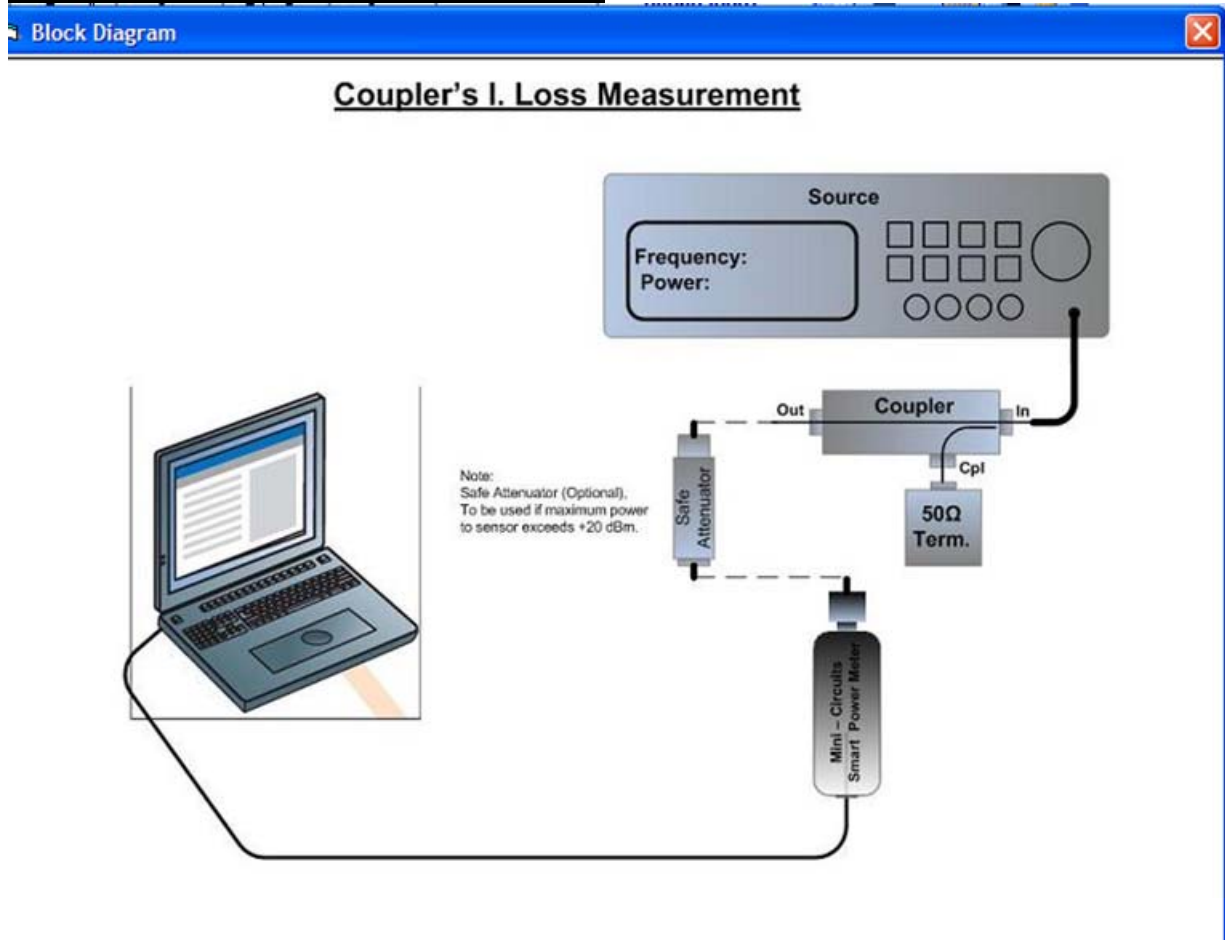 Block Diagram
Coupler's I. Loss Measurement
Source
Frequency:
Power:
Out
Coupler
In
Cpl
50Ω
Term.
Safe
Attenuator
Note:
Safe Attenuator (Optional),
To be used if maximum power
to sensor exceeds +20 dBm.
Mini – Circuits
Smart Power Meter